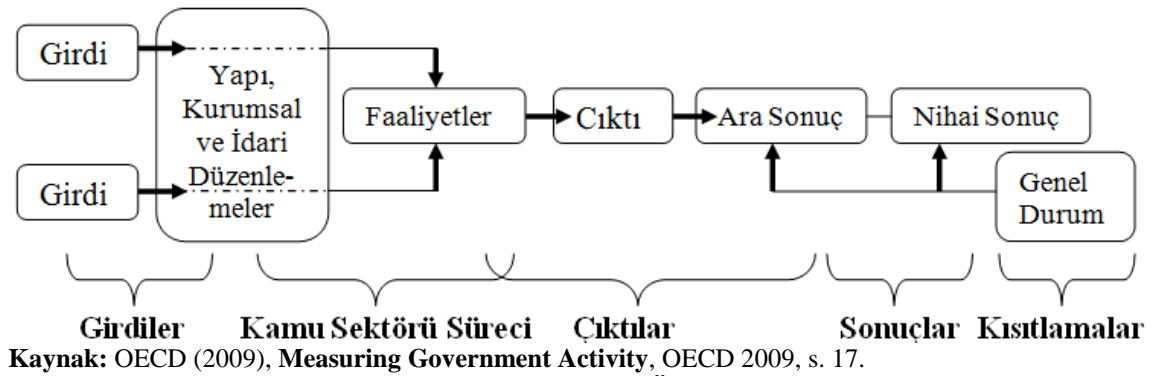 Girdi
Yapı,
Kurumsal
ve İdari
Düzenle-
meler
Girdi
Faaliyetler
Cıktı
Ara Sonuç
Nihai Sonuç
Genel
Durum
Girdiler
Kamu Sektörü Süreci
Çıktılar
Sonuçlar
Kısıtlamalar
Kaynak: OECD (2009), Measuring Government Activity, OECD 2009, s. 17.